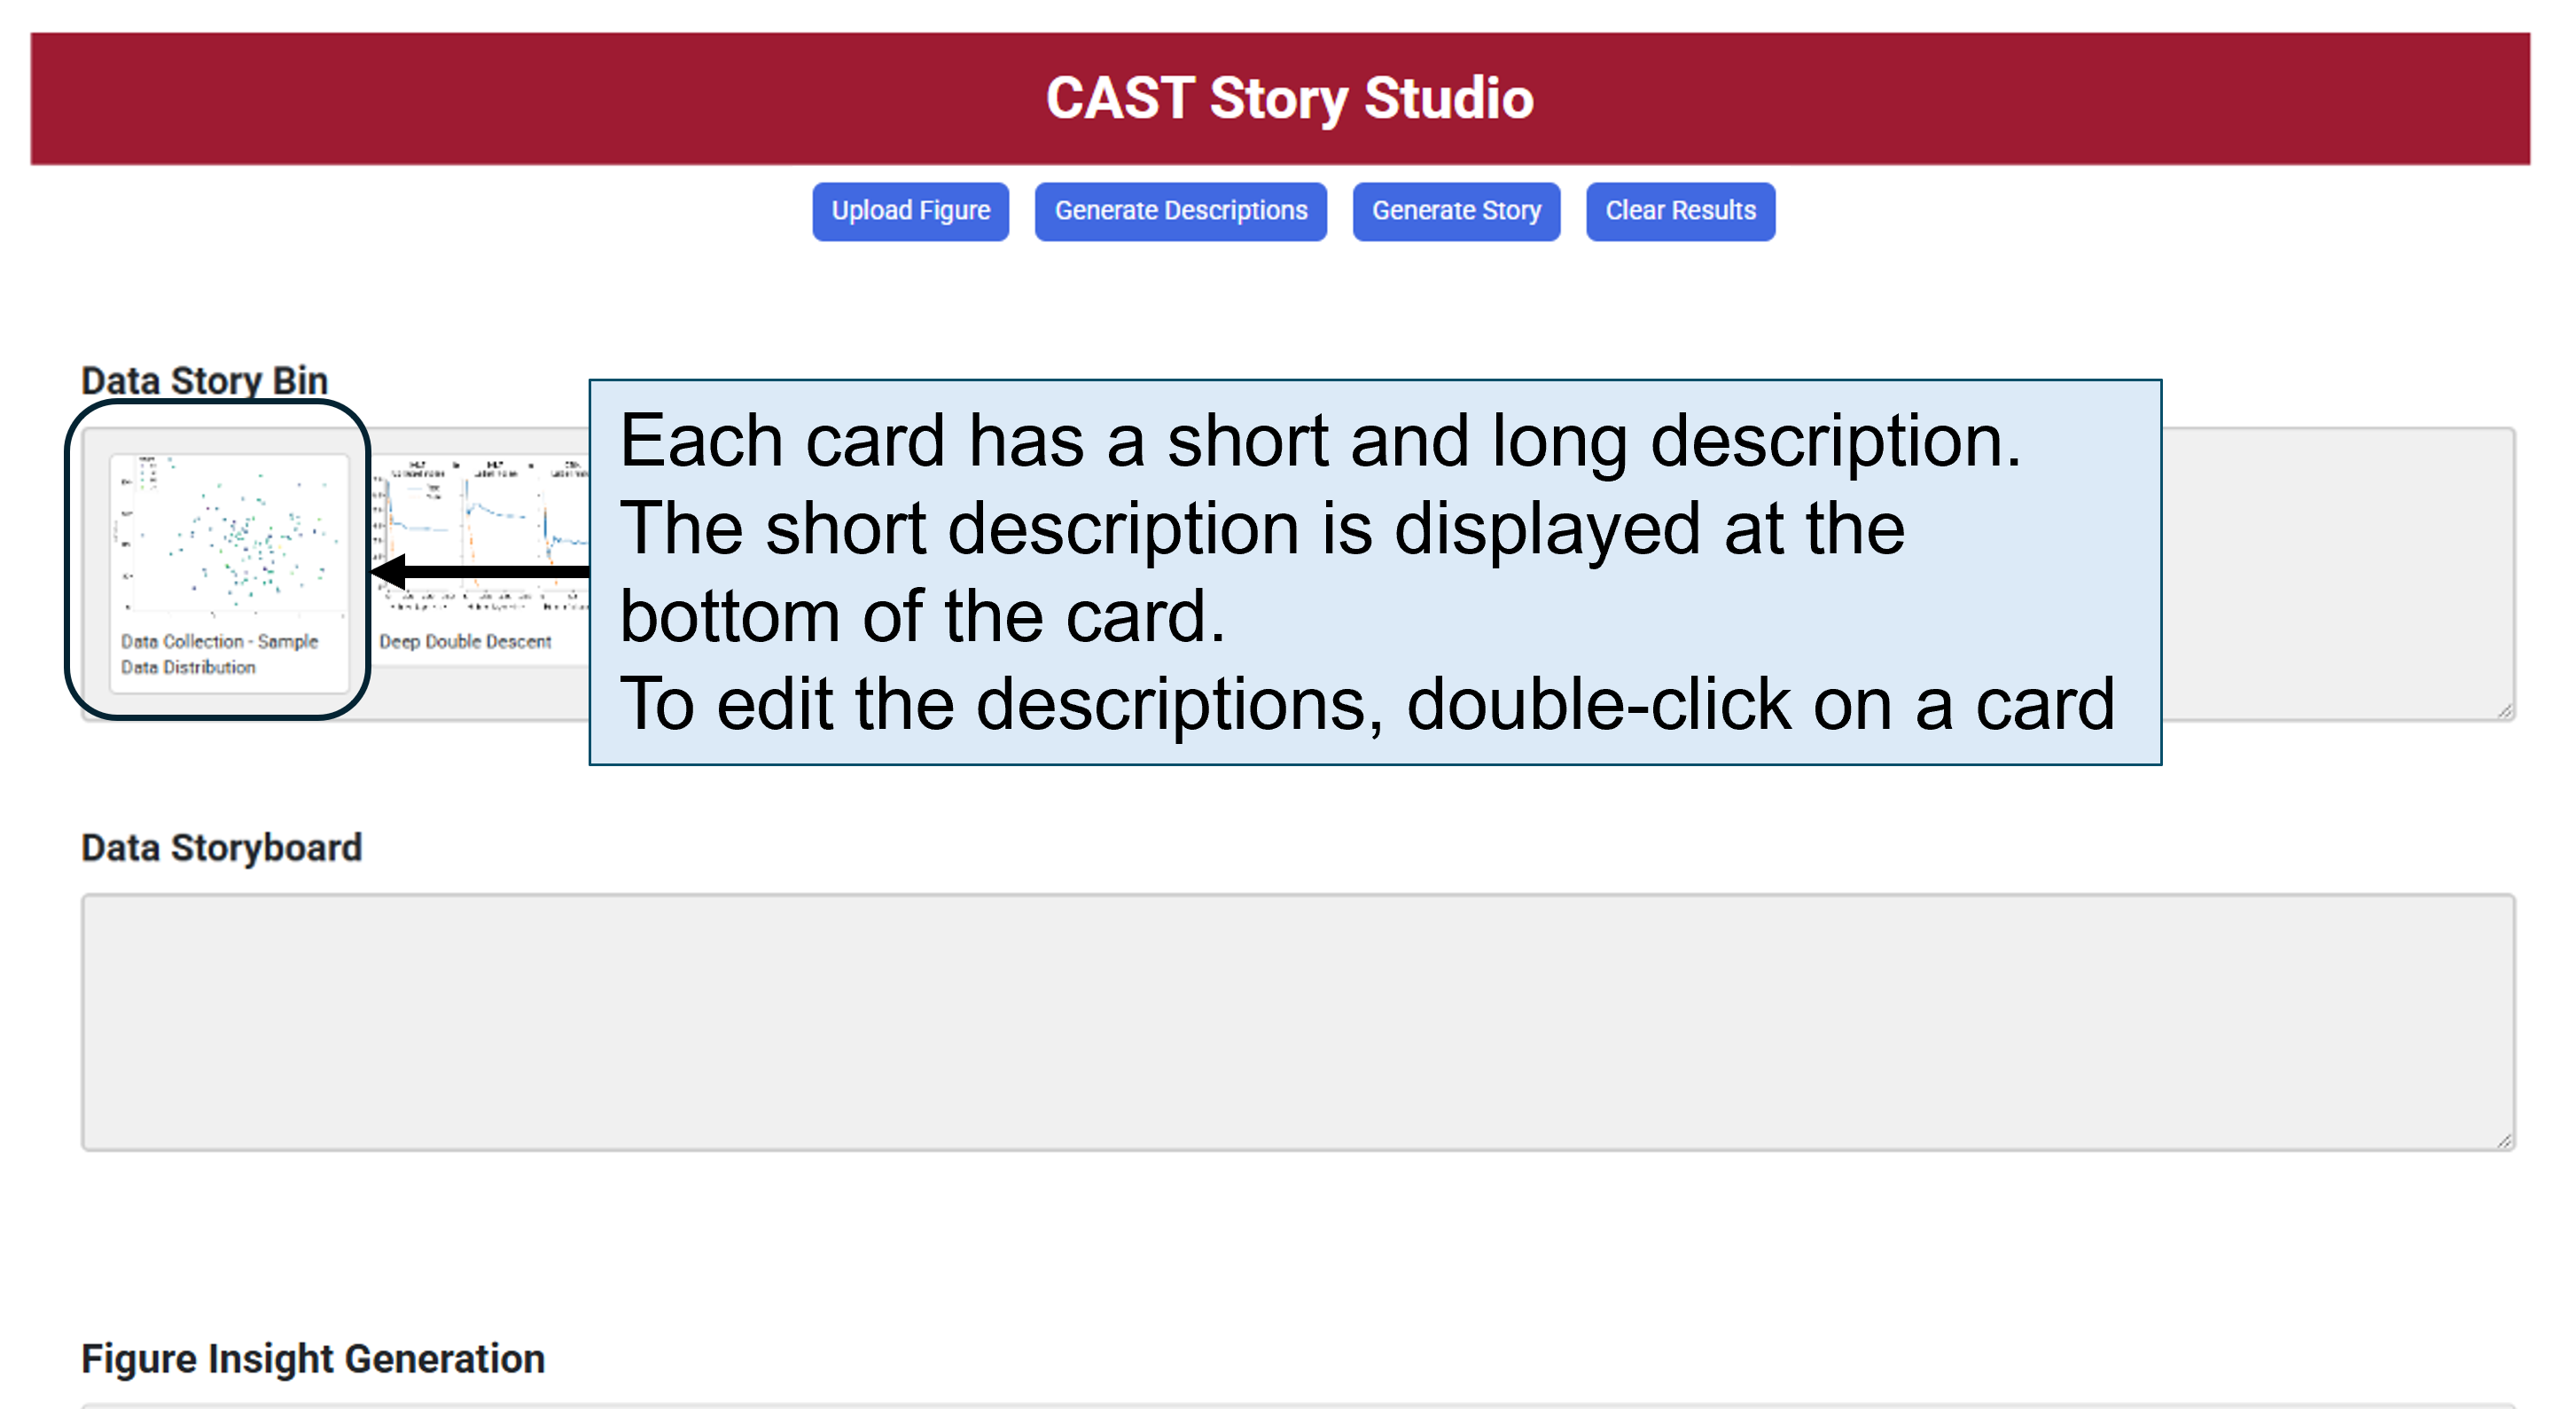 CAST Story Studio
Upload Figure
Generate Descriptions
Generate Story
Clear Results
Data Story Bin
Each card has a short and long description.
The short description is displayed at the
bottom of the card.
To edit the descriptions, double-click on a card
Data Collection - Sample
Data Distribution
Deep Double Descent
Data Storyboard
Figure Insight Generation